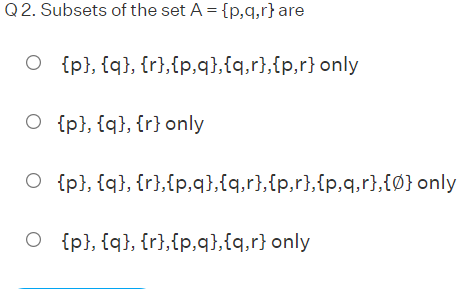 Q2. Subsets of the set A = {p,q,r} are
{p}, {q}, {r},{p,q},{q,r},{p,r} only
{p}, {q}, {r} only
{p}, {q}, {r},{p,q},{q,r},{p,r},{p,q,r},{Ø} only
{p}, {q}, {r},{p,q},{q,r} only